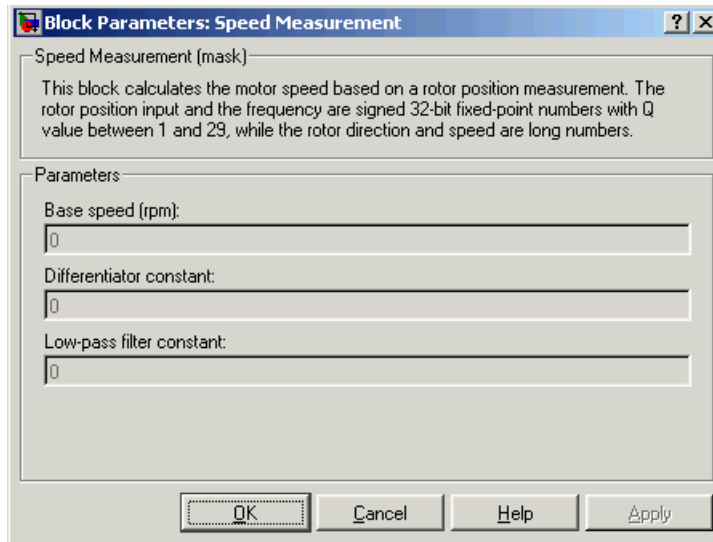 Block Parameters: Speed Measurement
? X
Speed Measurement (mask)
This block calculates the motor speed based on a rotor position measurement. The
rotor position input and the frequency are signed 32-bit fixed-point numbers with Q
value between 1 and 29, while the rotor direction and speed are long numbers.
Parameters
Base speed (rpm):
0
Differentiator constant:
0
Low-pass filter constant:
0
OK Cancel Help Apply